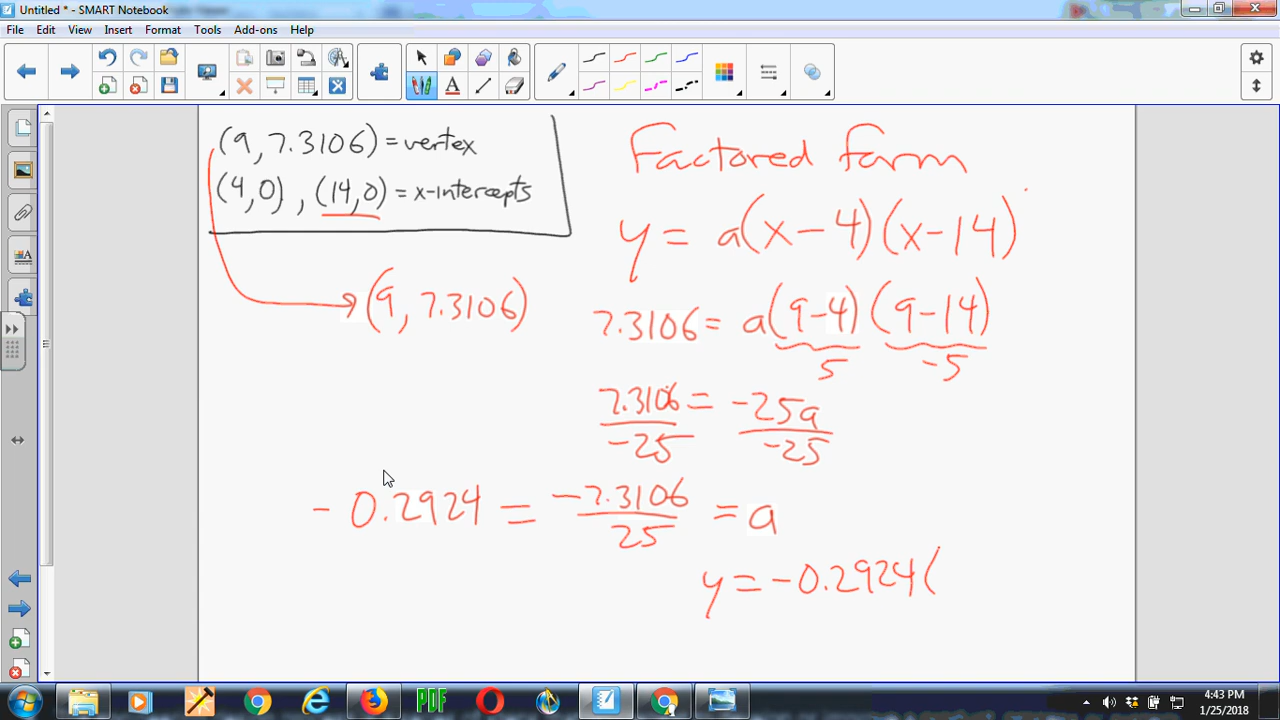 Untitled * - SMART Notebook
File Edit View Insert Format Tools Add-ons Help
(9, 7.3106) = vertex
(4,0) , (14,0) = x-intercepts
(9, 7.3106)
Factored form
y = a(x-4)(x-14)
7.3106 = a(9-4)(9-14)
5 -5
7.3106 = -25a
-25 -25
-0.2924 = -7.3106 = a
25
y = -0.2924(
PDF
4:43 PM
1/25/2018